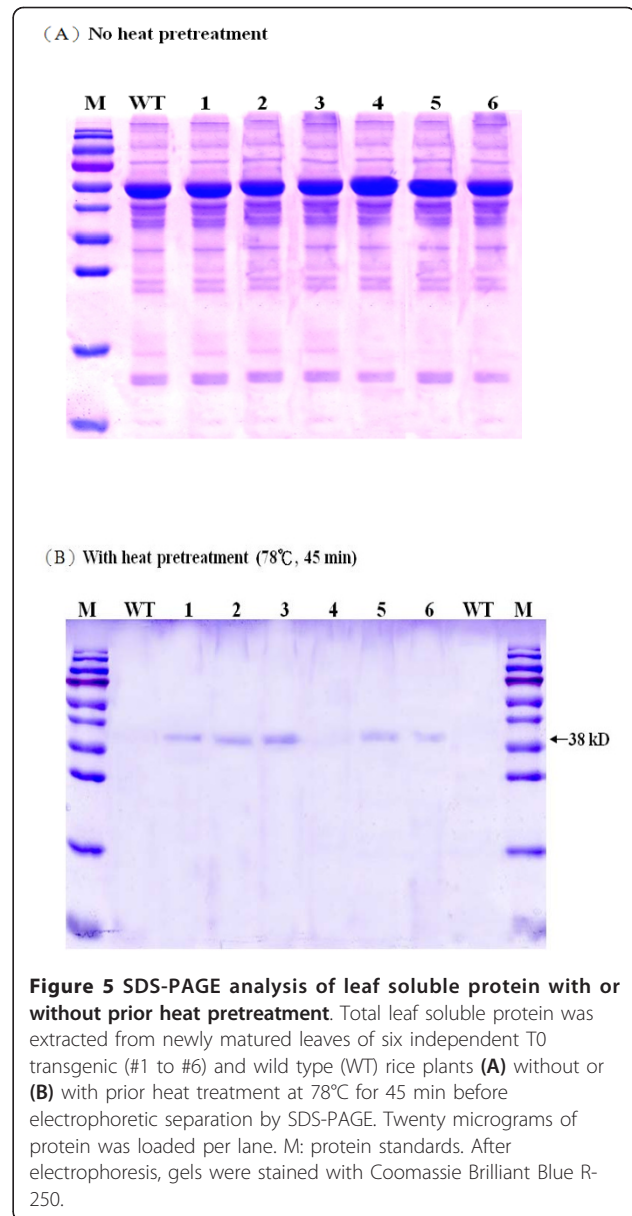 (A) No heat pretreatment
M WT 1 2 3 4 5 6
(B) With heat pretreatment (78℃, 45 min)
M WT 1 2 3 4 5 6 WT M
←38 kD
Figure 5 SDS-PAGE analysis of leaf soluble protein with or
without prior heat pretreatment. Total leaf soluble protein was
extracted from newly matured leaves of six independent T0
transgenic (#1 to #6) and wild type (WT) rice plants (A) without or
(B) with prior heat treatment at 78°C for 45 min before
electrophoretic separation by SDS-PAGE. Twenty micrograms of
protein was loaded per lane. M: protein standards. After
electrophoresis, gels were stained with Coomassie Brilliant Blue R-
250.